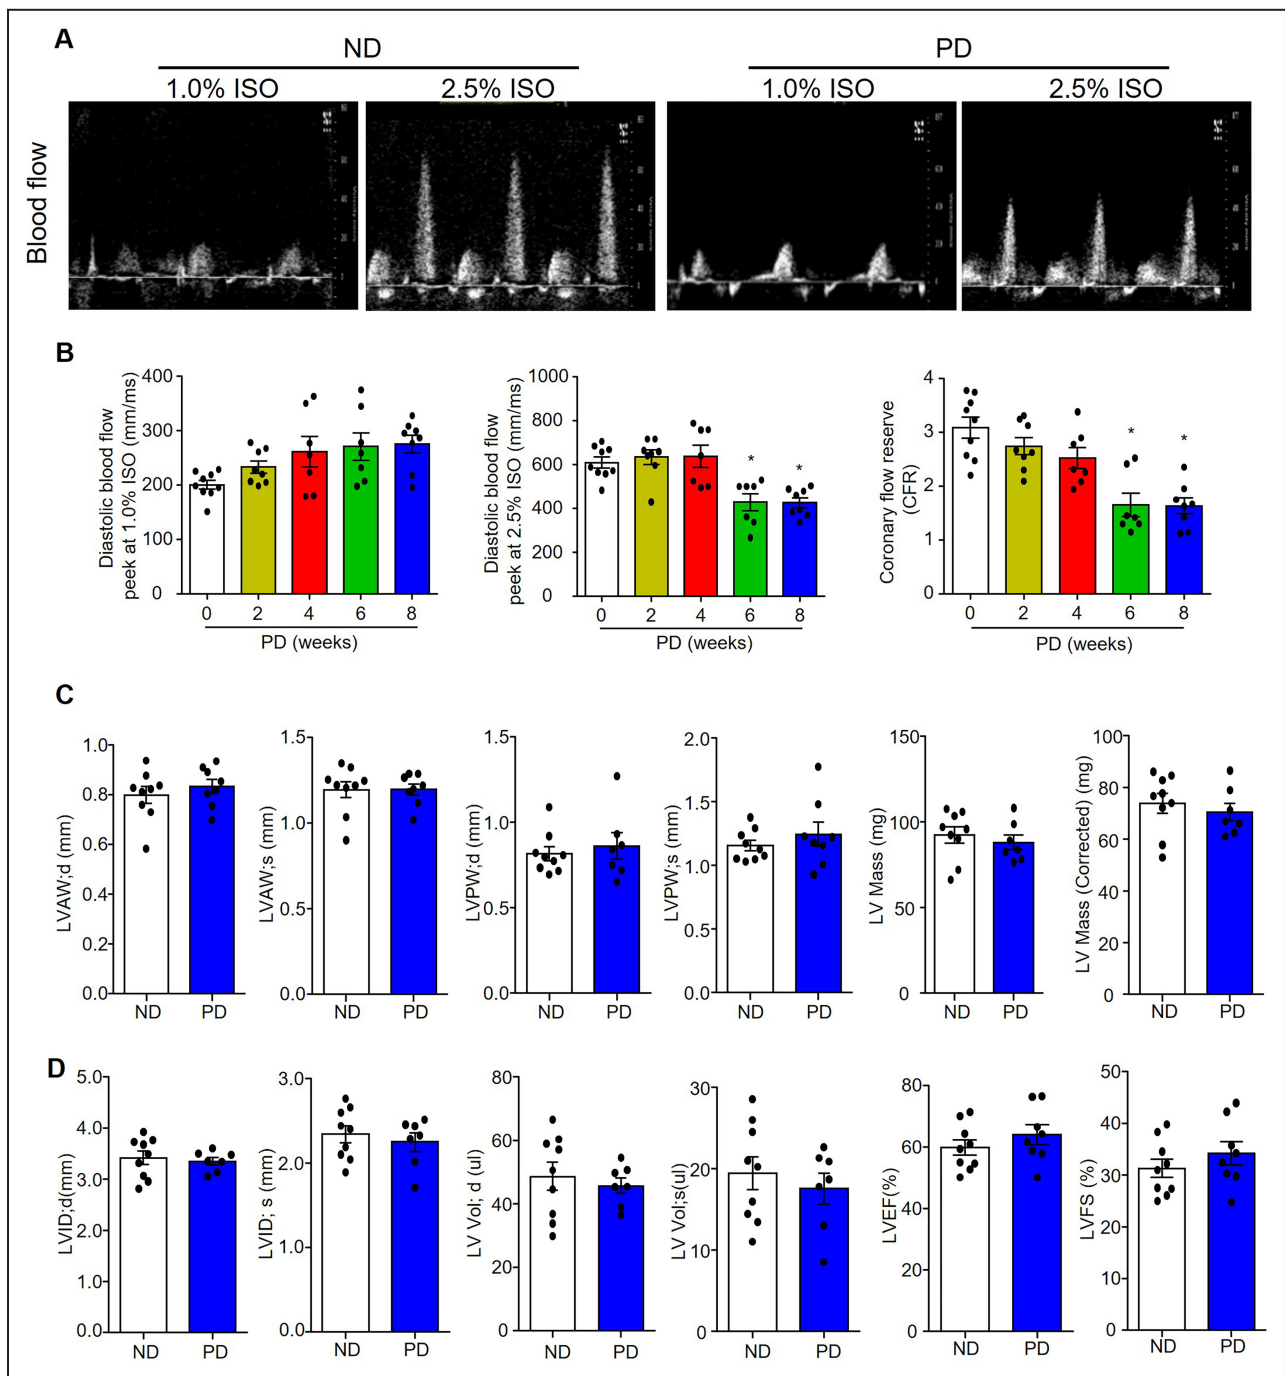 A
ND
PD
1.0% ISO
2.5% ISO
1.0% ISO
2.5% ISO
Blood flow
B
Diastolic blood flow
peek at 1.0% ISO (mm/ms)
400
300
200
100
0
0 2 4 6 8
PD (weeks)
Diastolic blood flow
peek at 2.5% ISO (mm/ms)
1000
800
600
400
200
0
* *
0 2 4 6 8
PD (weeks)
Coronary flow reserve
(CFR)
4
3
2
1
0
* *
0 2 4 6 8
PD (weeks)
C
LVAW;d (mm)
1.0
0.8
0.6
0.4
0.2
0.0
ND PD
LVAW;s (mm)
1.5
1.0
0.5
0.0
ND PD
LVPW;d (mm)
1.5
1.0
0.5
0.0
ND PD
LVPW;s (mm)
2.0
1.5
1.0
0.5
0.0
ND PD
LV Mass (mg)
150
100
50
0
ND PD
LV Mass (Corrected) (mg)
100
80
60
40
20
0
ND PD
D
LVID;d(mm)
5.0
4.0
3.0
2.0
1.0
0.0
ND PD
LVID; s (mm)
3.0
2.0
1.0
0.0
ND PD
LV Vol; d (ul)
80
60
40
20
0
ND PD
LV Vol;s(ul)
30
20
10
0
ND PD
LVEF(%)
80
60
40
20
0
ND PD
LVFS (%)
50
40
30
20
10
0
ND PD